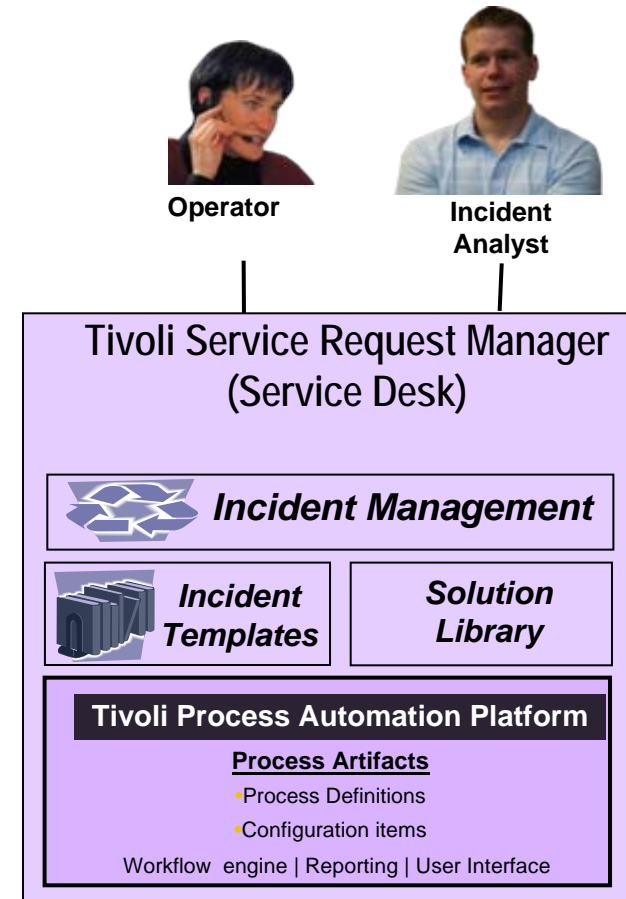 Operator
Incident
Analyst
Tivoli Service Request Manager
(Service Desk)
Incident Management
Incident
Templates
Solution
Library
Tivoli Process Automation Platform
Process Artifacts
•Process Definitions
•Configuration items
Workflow engine | Reporting | User Interface